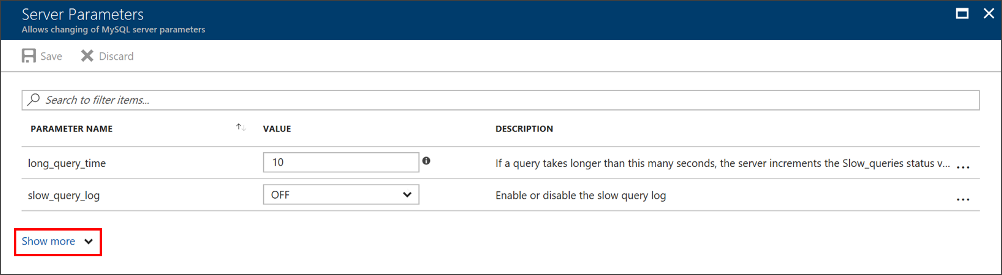 Server Parameters
Allows changing of MySQL server parameters
Save Discard
Search to filter items...
PARAMETER NAME VALUE DESCRIPTION
long_query_time 10 If a query takes longer than this many seconds, the server increments the Slow_queries status v... ...
slow_query_log OFF Enable or disable the slow query log ...
Show more